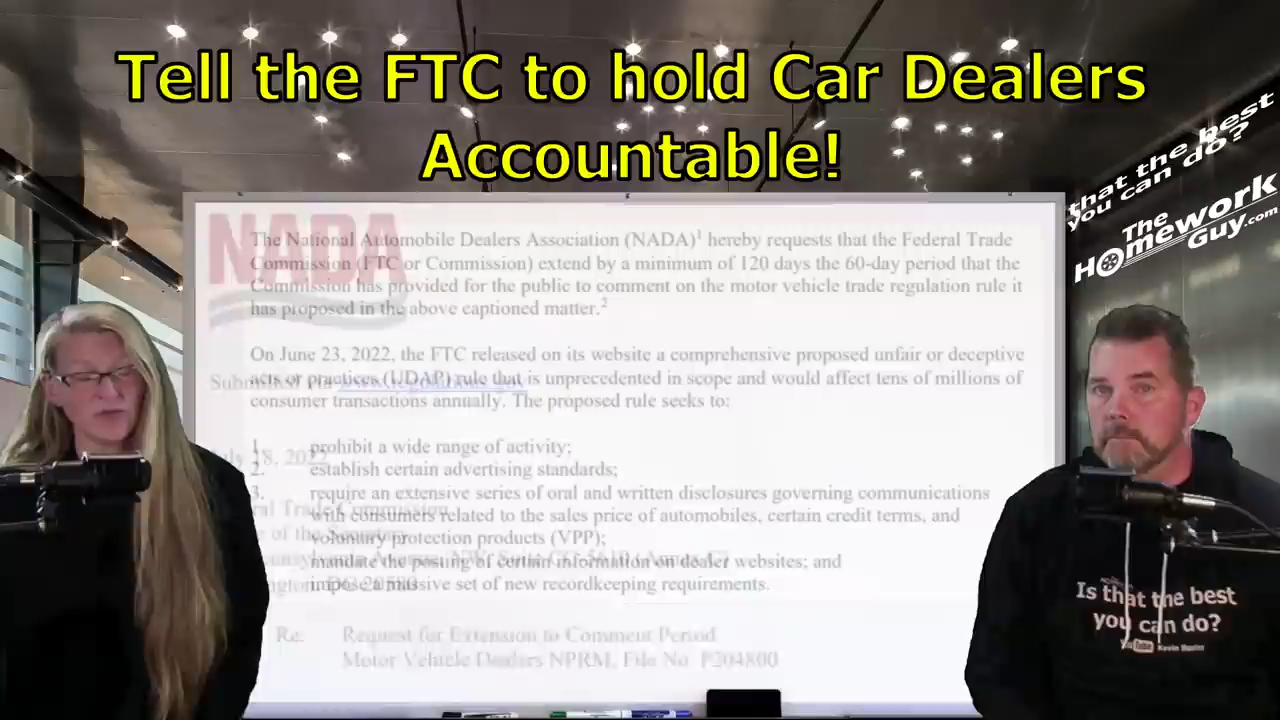 Tell the FTC to hold Car Dealers
Accountable!
that the best
you can do?
The
Homework
Guy.com
NADA
The National Automobile Dealers Association (NADA)¹ hereby requests that the Federal Trade
Commission (FTC or Commission) extend by a minimum of 120 days the 60-day period that the
Commission has provided for the public to comment on the motor vehicle trade regulation rule it
has proposed in the above captioned matter.²
On June 23, 2022, the FTC released on its website a comprehensive proposed unfair or deceptive
acts or practices (UDAP) rule that is unprecedented in scope and would affect tens of millions of
consumer transactions annually. The proposed rule seeks to:
1. prohibit a wide range of activity;
2. establish certain advertising standards;
3. require an extensive series of oral and written disclosures governing communications
with consumers related to the sales price of automobiles, certain credit terms, and
voluntary protection products (VPP);
mandate the posting of certain information on dealer websites; and
impose a massive set of new recordkeeping requirements.
Re: Request for Extension to Comment Period
Motor Vehicle Dealers NPRM, File No. P204800
Is that the best
you can do?
YouTube Kevin Hunter